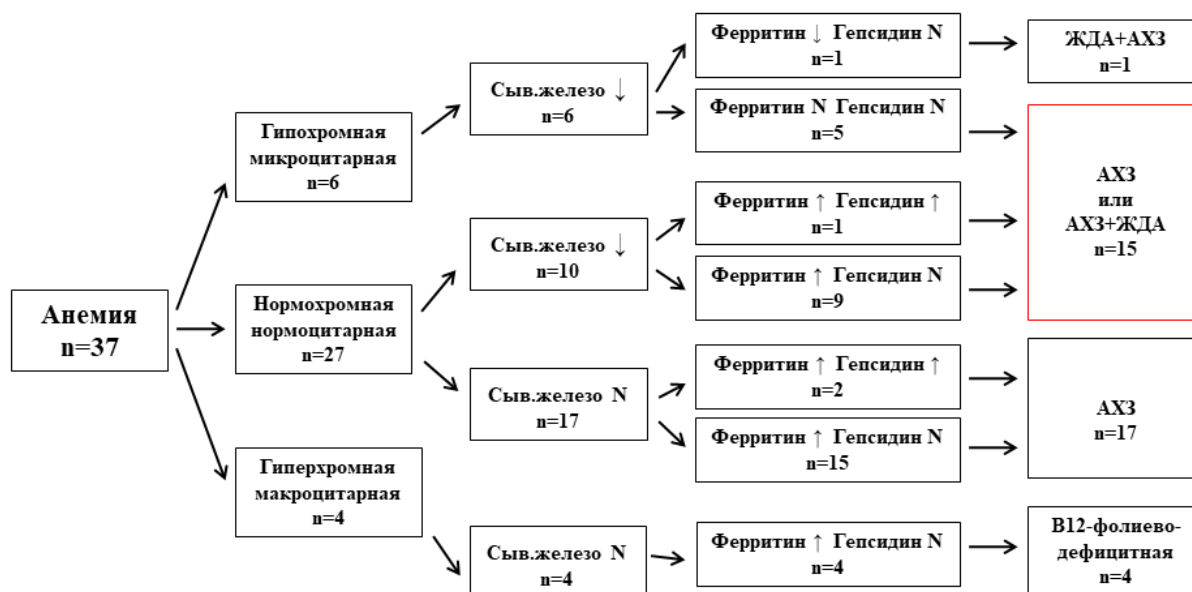 Анемия
n=37
Гипохромная
микроцитарная
n=6
Нормохромная
нормоцитарная
n=27
Гиперхромная
макроцитарная
n=4
Сыв.железо ↓
n=6
Сыв.железо ↓
n=10
Сыв.железо N
n=17
Сыв.железо N
n=4
Ферритин ↓ Гепсидин N
n=1
Ферритин N Гепсидин N
n=5
Ферритин ↑ Гепсидин ↑
n=1
Ферритин ↑ Гепсидин N
n=9
Ферритин ↑ Гепсидин ↑
n=2
Ферритин ↑ Гепсидин N
n=15
Ферритин ↑ Гепсидин N
n=4
ЖДА+АХЗ
n=1
АХЗ
или
АХЗ+ЖДА
n=15
АХЗ
n=17
В12-фолиево-
дефицитная
n=4